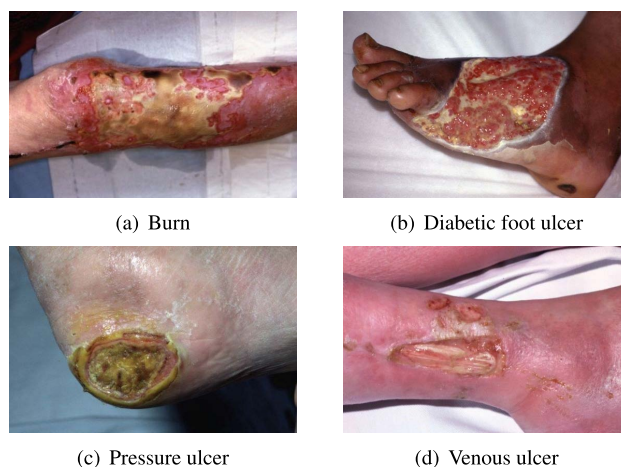 (a) Burn
(b) Diabetic foot ulcer
(c) Pressure ulcer
(d) Venous ulcer